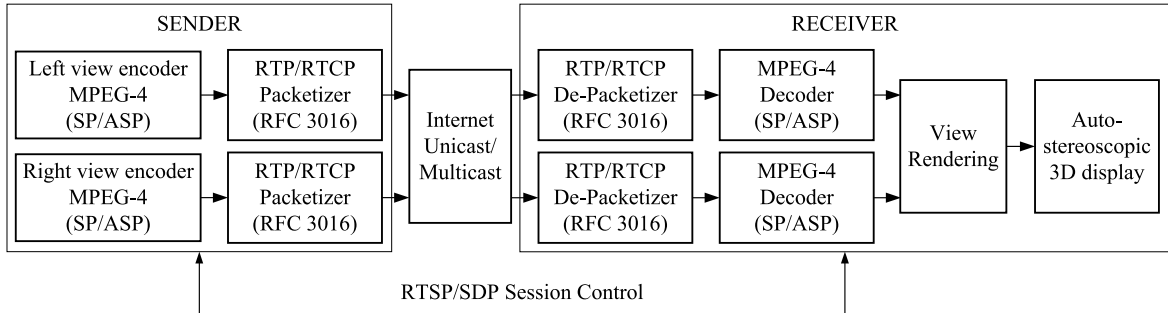 SENDER
Left view encoder
MPEG-4
(SP/ASP)
RTP/RTCP
Packetizer
(RFC 3016)
Right view encoder
MPEG-4
(SP/ASP)
RTP/RTCP
Packetizer
(RFC 3016)
Internet
Unicast/
Multicast
RECEIVER
RTP/RTCP
De-Packetizer
(RFC 3016)
MPEG-4
Decoder
(SP/ASP)
RTP/RTCP
De-Packetizer
(RFC 3016)
MPEG-4
Decoder
(SP/ASP)
View
Rendering
Auto-
stereoscopic
3D display
RTSP/SDP Session Control